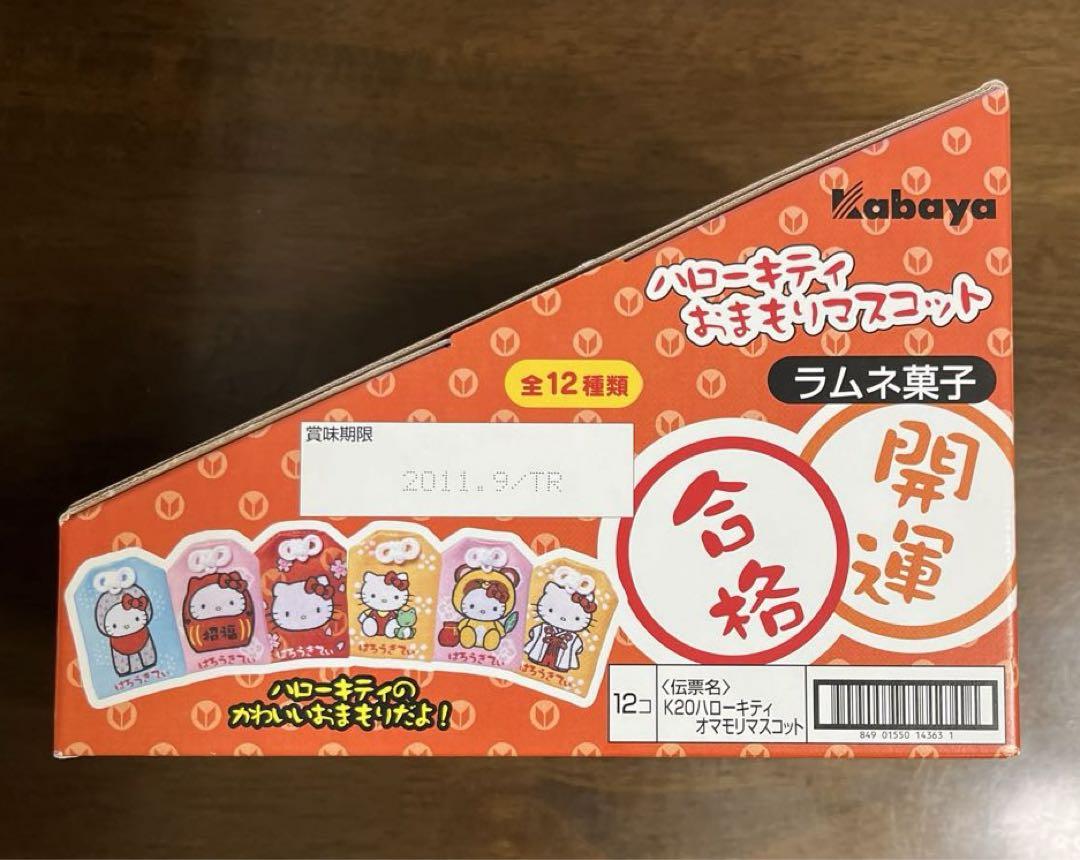 Kabaya
ハローキティ
おまもりマスコット
全12種類
ラムネ菓子
賞味期限
2011.9/TR
開運
合格
招福
はろうきてぃ
はろうきてぃ
はろうきてぃ
はろうきてぃ
はろうきてぃ
はろうきてぃ
ハローキティの
かわいいおまもりだよ!
12コ
〈伝票名〉
K20ハローキティ
オマモリマスコット
849 01550 14363 1